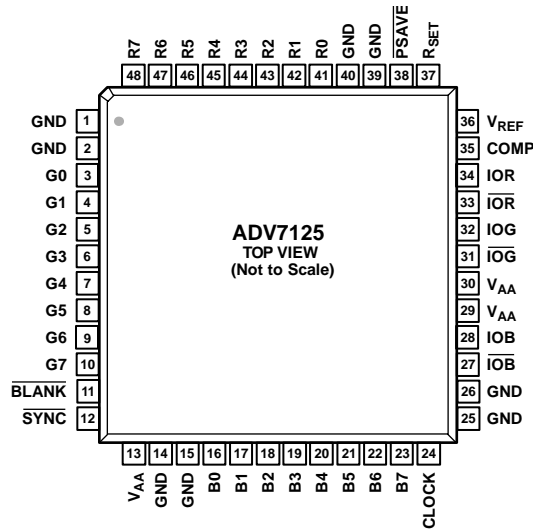 R7 R6 R5 R4 R3 R2 R1 R0 GND GND PSAVE RSET
48 47 46 45 44 43 42 41 40 39 38 37
GND 1
GND 2
G0 3
G1 4
G2 5
G3 6
G4 7
G5 8
G6 9
G7 10
BLANK 11
SYNC 12
ADV7125
TOP VIEW
(Not to Scale)
36 VREF
35 COMP
34 IOR
33 IOR
32 IOG
31 IOG
30 VAA
29 VAA
28 IOB
27 IOB
26 GND
25 GND
13 14 15 16 17 18 19 20 21 22 23 24
VAA GND GND B0 B1 B2 B3 B4 B5 B6 B7 CLOCK